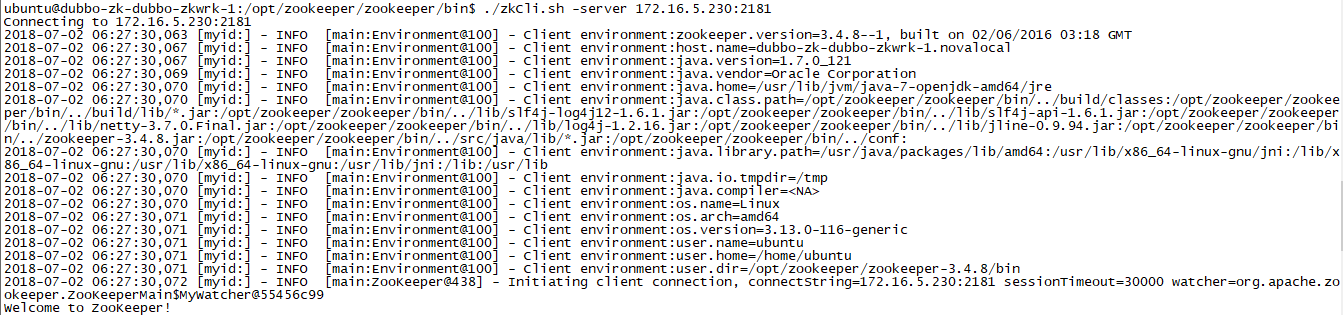 ubuntu@dubbo-zk-dubbo-zkwrk-1:/opt/zookeeper/zookeeper/bin$ ./zkCli.sh -server 172.16.5.230:2181
Connecting to 172.16.5.230:2181
2018-07-02 06:27:30,063 [myid:] - INFO  [main:Environment@100] - Client environment:zookeeper.version=3.4.8--1, built on 02/06/2016 03:18 GMT
2018-07-02 06:27:30,067 [myid:] - INFO  [main:Environment@100] - Client environment:host.name=dubbo-zk-dubbo-zkwrk-1.novalocal
2018-07-02 06:27:30,067 [myid:] - INFO  [main:Environment@100] - Client environment:java.version=1.7.0_121
2018-07-02 06:27:30,069 [myid:] - INFO  [main:Environment@100] - Client environment:java.vendor=Oracle Corporation
2018-07-02 06:27:30,070 [myid:] - INFO  [main:Environment@100] - Client environment:java.home=/usr/lib/jvm/java-7-openjdk-amd64/jre
2018-07-02 06:27:30,070 [myid:] - INFO  [main:Environment@100] - Client environment:java.class.path=/opt/zookeeper/zookeeper/bin/../build/classes:/opt/zookeeper/zookee
per/bin/../build/lib/*.jar:/opt/zookeeper/zookeeper/bin/../lib/slf4j-log4j12-1.6.1.jar:/opt/zookeeper/zookeeper/bin/../lib/slf4j-api-1.6.1.jar:/opt/zookeeper/zookeeper
/bin/../lib/netty-3.7.0.Final.jar:/opt/zookeeper/zookeeper/bin/../lib/log4j-1.2.16.jar:/opt/zookeeper/zookeeper/bin/../lib/jline-0.9.94.jar:/opt/zookeeper/zookeeper/bi
n/../zookeeper-3.4.8.jar:/opt/zookeeper/zookeeper/bin/../src/java/lib/*.jar:/opt/zookeeper/zookeeper/bin/../conf:
2018-07-02 06:27:30,070 [myid:] - INFO  [main:Environment@100] - Client environment:java.library.path=/usr/java/packages/lib/amd64:/usr/lib/x86_64-linux-gnu/jni:/lib/x
86_64-linux-gnu:/usr/lib/x86_64-linux-gnu:/usr/lib/jni:/lib:/usr/lib
2018-07-02 06:27:30,070 [myid:] - INFO  [main:Environment@100] - Client environment:java.io.tmpdir=/tmp
2018-07-02 06:27:30,070 [myid:] - INFO  [main:Environment@100] - Client environment:java.compiler=<NA>
2018-07-02 06:27:30,070 [myid:] - INFO  [main:Environment@100] - Client environment:os.name=Linux
2018-07-02 06:27:30,071 [myid:] - INFO  [main:Environment@100] - Client environment:os.arch=amd64
2018-07-02 06:27:30,071 [myid:] - INFO  [main:Environment@100] - Client environment:os.version=3.13.0-116-generic
2018-07-02 06:27:30,071 [myid:] - INFO  [main:Environment@100] - Client environment:user.name=ubuntu
2018-07-02 06:27:30,071 [myid:] - INFO  [main:Environment@100] - Client environment:user.home=/home/ubuntu
2018-07-02 06:27:30,071 [myid:] - INFO  [main:Environment@100] - Client environment:user.dir=/opt/zookeeper/zookeeper-3.4.8/bin
2018-07-02 06:27:30,072 [myid:] - INFO  [main:ZooKeeper@438] - Initiating client connection, connectString=172.16.5.230:2181 sessionTimeout=30000 watcher=org.apache.zo
okeeper.ZooKeeperMain$MyWatcher@55456c99
Welcome to ZooKeeper!